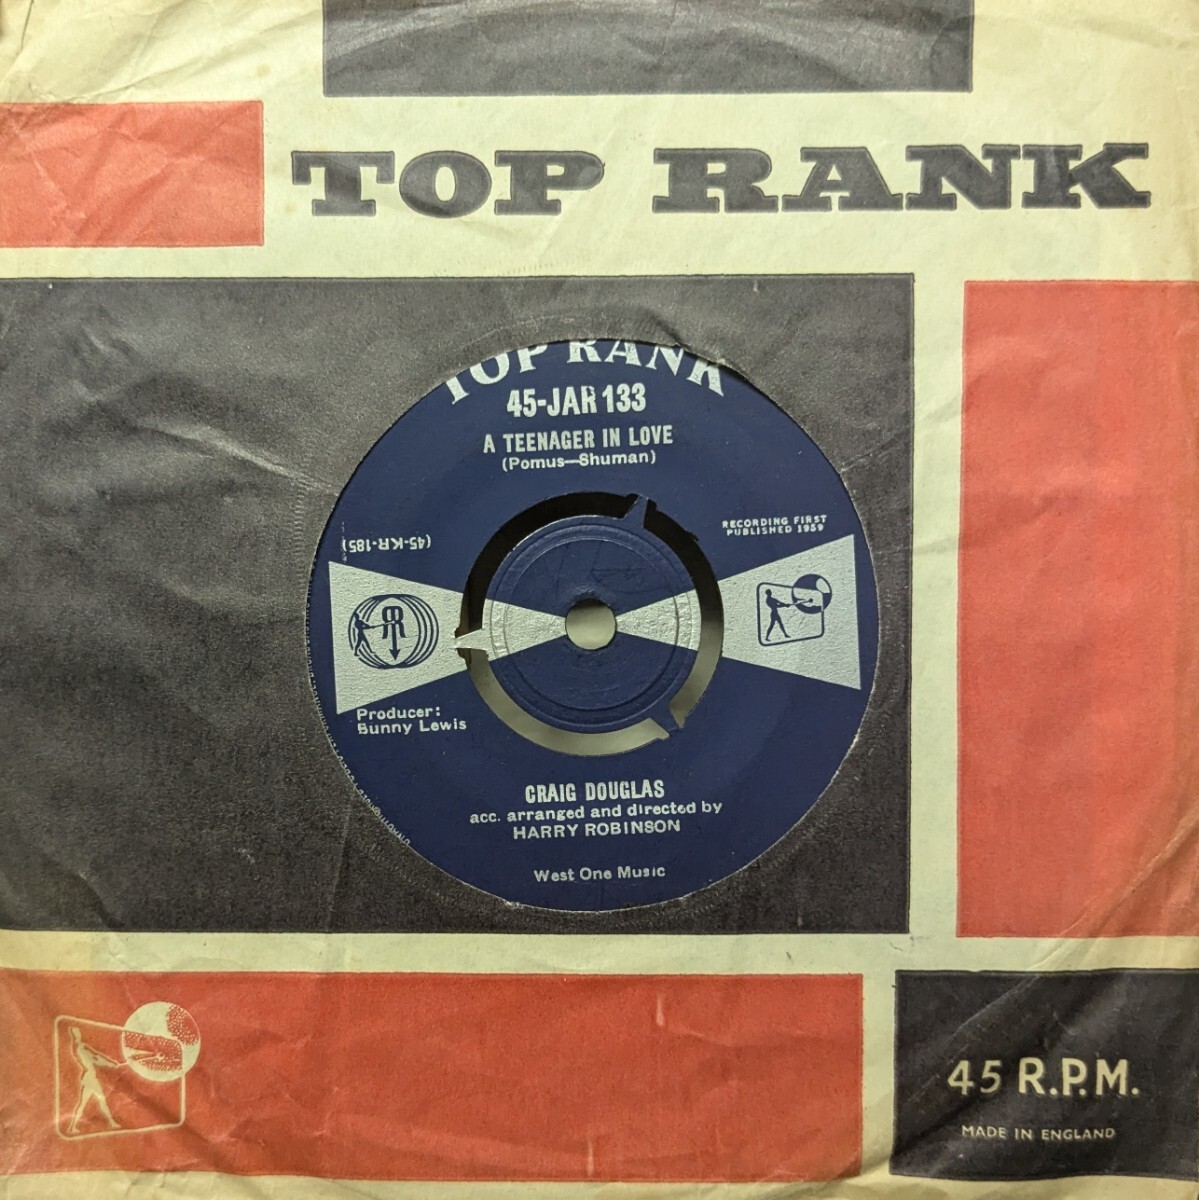 TOP RANK
TOP RANK
45-JAR 133
A TEENAGER IN LOVE
(Pomus—Shuman)
RECORDING FIRST
PUBLISHED 1959
(45-KR-185)
RR
Producer:
Bunny Lewis
CRAIG DOUGLAS
acc. arranged and directed by
HARRY ROBINSON
West One Music
45 R.P.M.
MADE IN ENGLAND